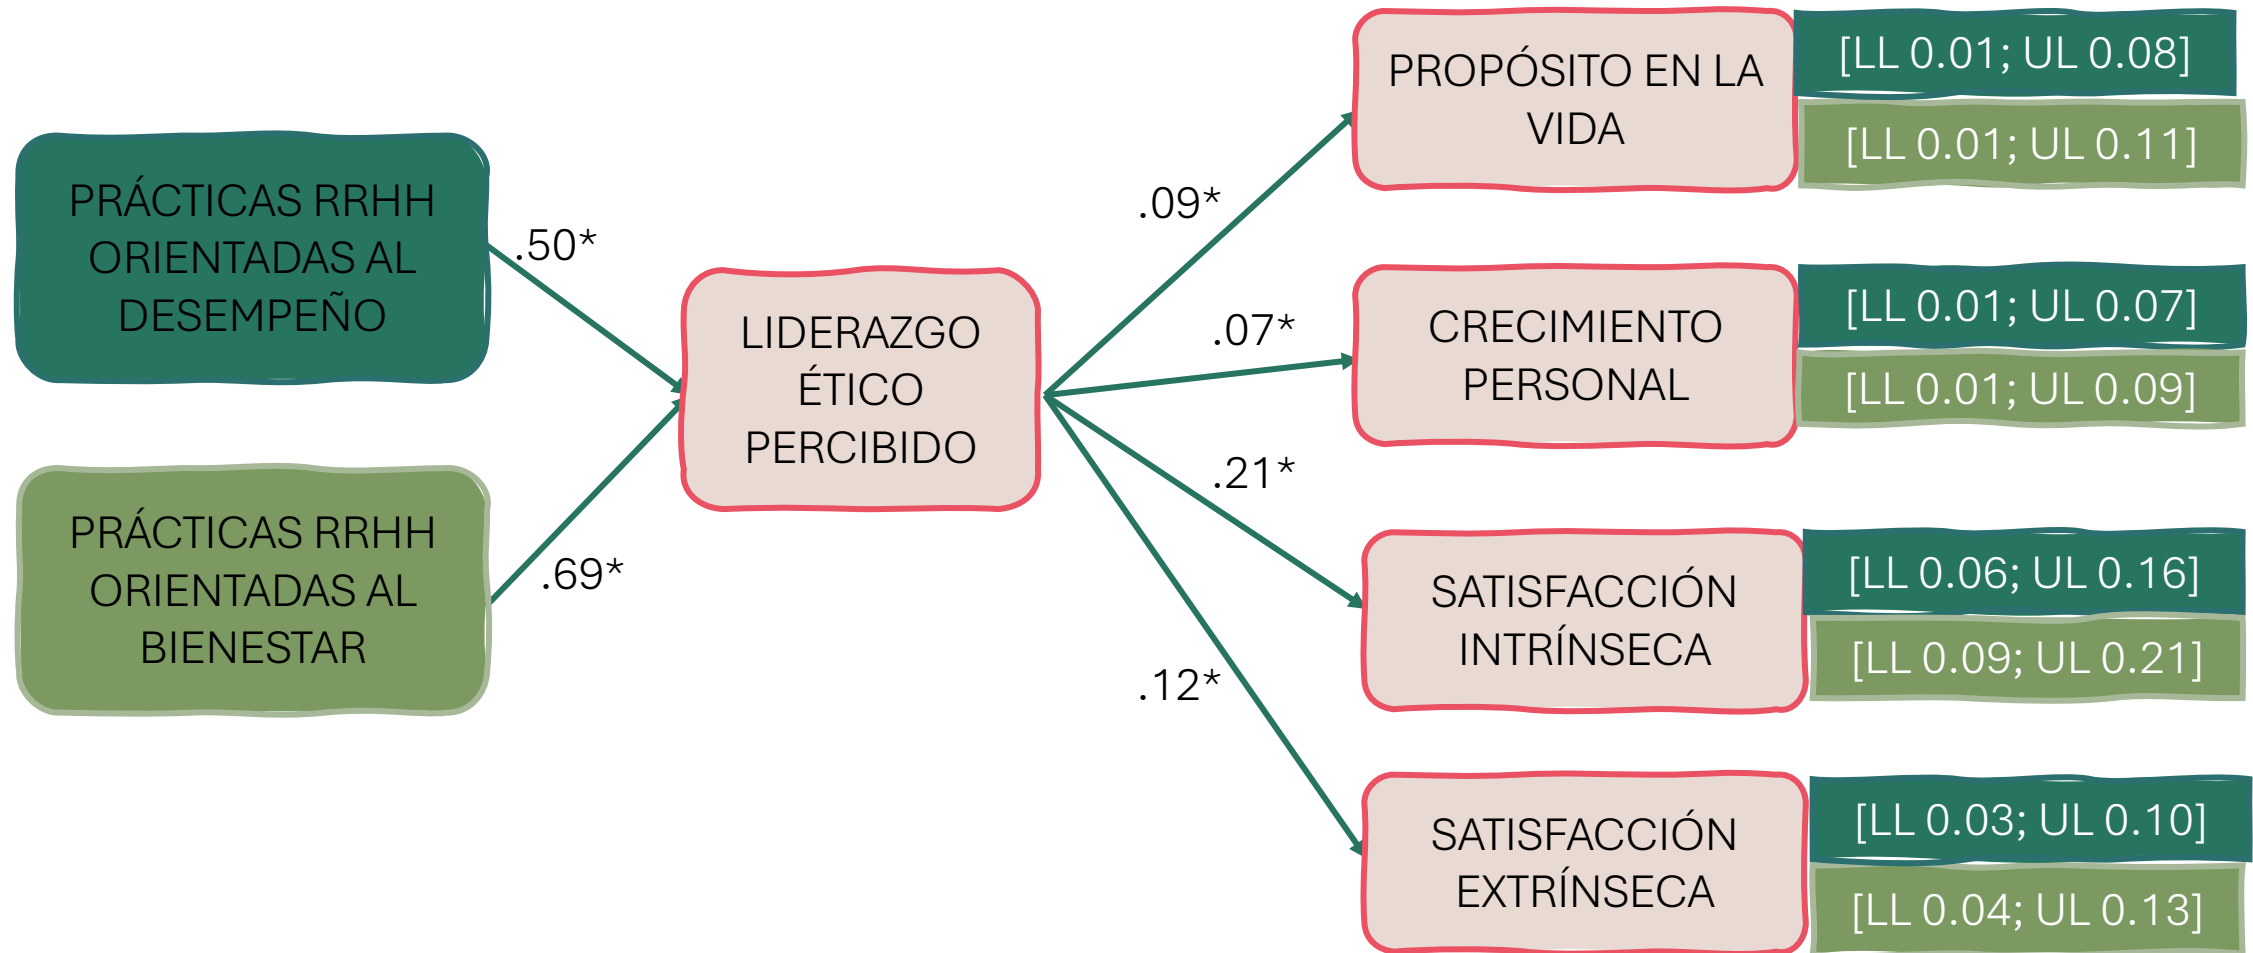 PRÁCTICAS RRHH
ORIENTADAS AL
DESEMPEÑO
PRÁCTICAS RRHH
ORIENTADAS AL
BIENESTAR
.50*
.69*
LIDERAZGO
ÉTICO
PERCIBIDO
.09*
.07*
.21*
.12*
PROPÓSITO EN LA
VIDA
[LL 0.01; UL 0.08]
[LL 0.01; UL 0.11]
CRECIMIENTO
PERSONAL
[LL 0.01; UL 0.07]
[LL 0.01; UL 0.09]
SATISFACCIÓN
INTRÍNSECA
[LL 0.06; UL 0.16]
[LL 0.09; UL 0.21]
SATISFACCIÓN
EXTRÍNSECA
[LL 0.03; UL 0.10]
[LL 0.04; UL 0.13]